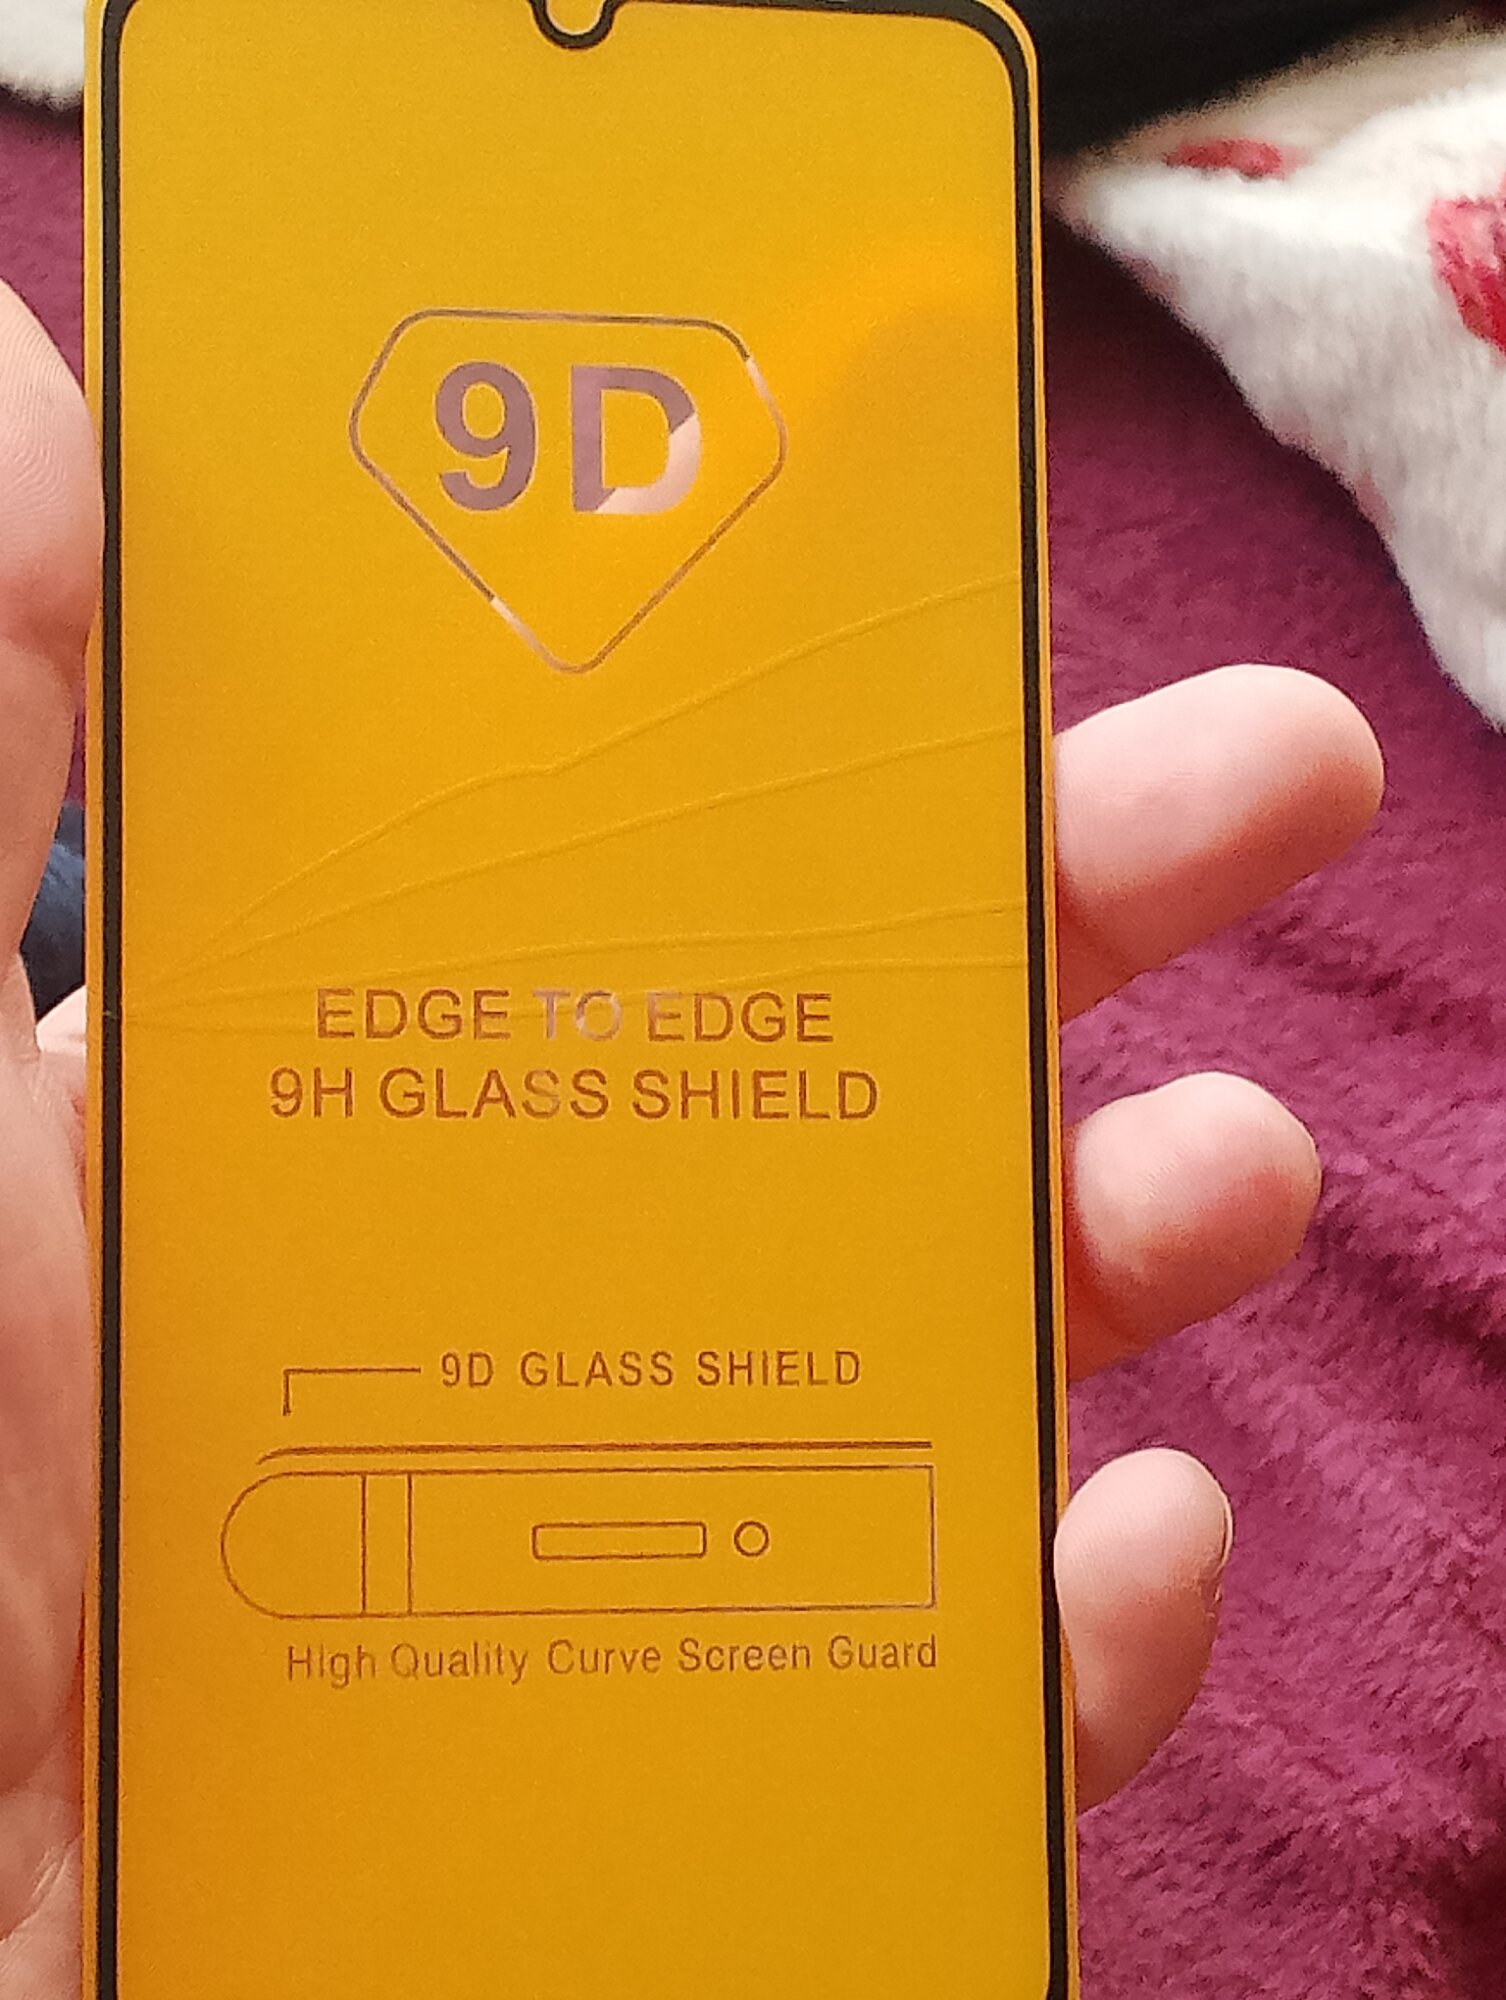 9D
EDGE TO EDGE
9H GLASS SHIELD
9D GLASS SHIELD
High Quality Curve Screen Guard